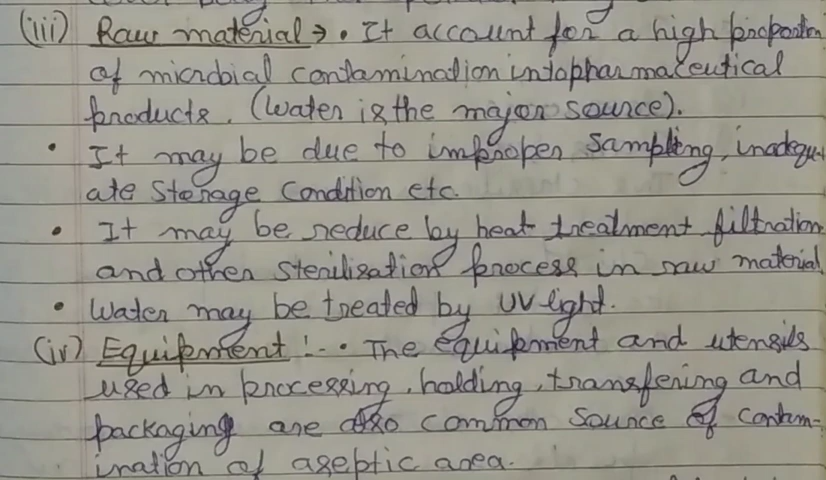 (iii) Raw material → • It account for a high proportion
of microbial contamination into pharmaceutical
products. (Water is the major source).
• It may be due to improper sampling, inadequ-
ate storage condition etc.
• It may be reduce by heat treatment filtration
and other sterilization process in raw material
• Water may be treated by UV light.
(iv) Equipment :- • The equipment and utensils
used in processing, holding, transfering and
packaging are also common source of contam-
ination of aseptic area.